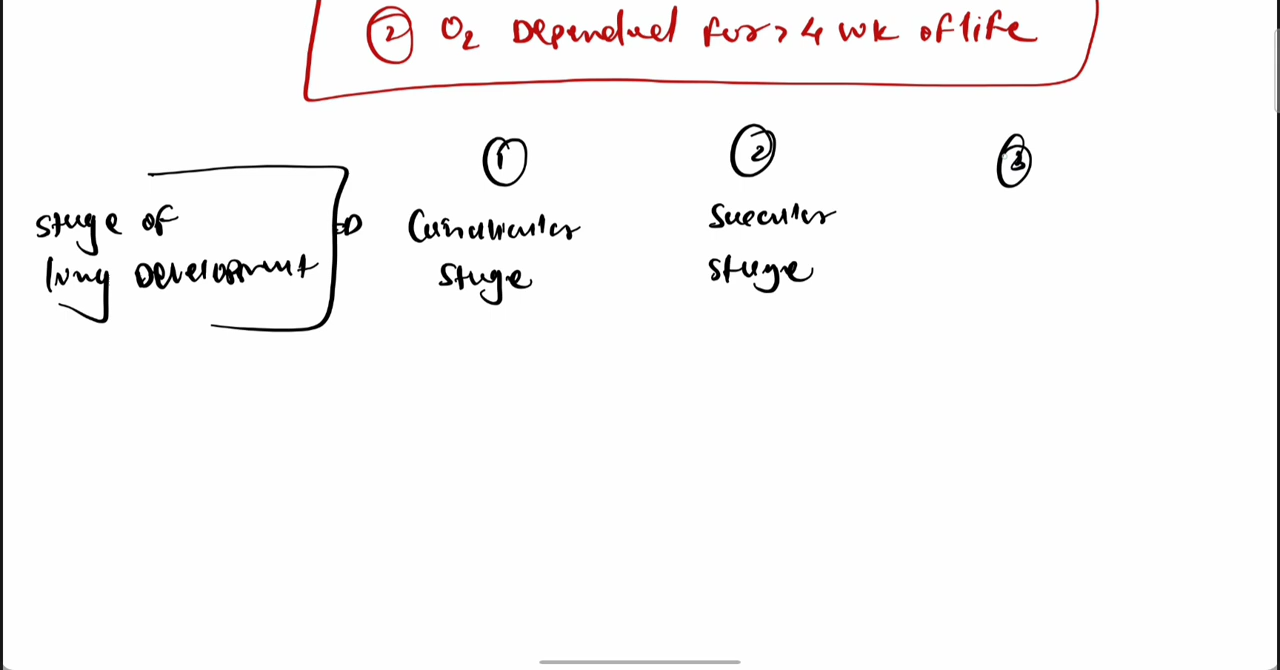 ② O₂ Dependent for > 4 wk of life
① ② ③
Stage of lung Development
Canalicular Stage
Saccular stage